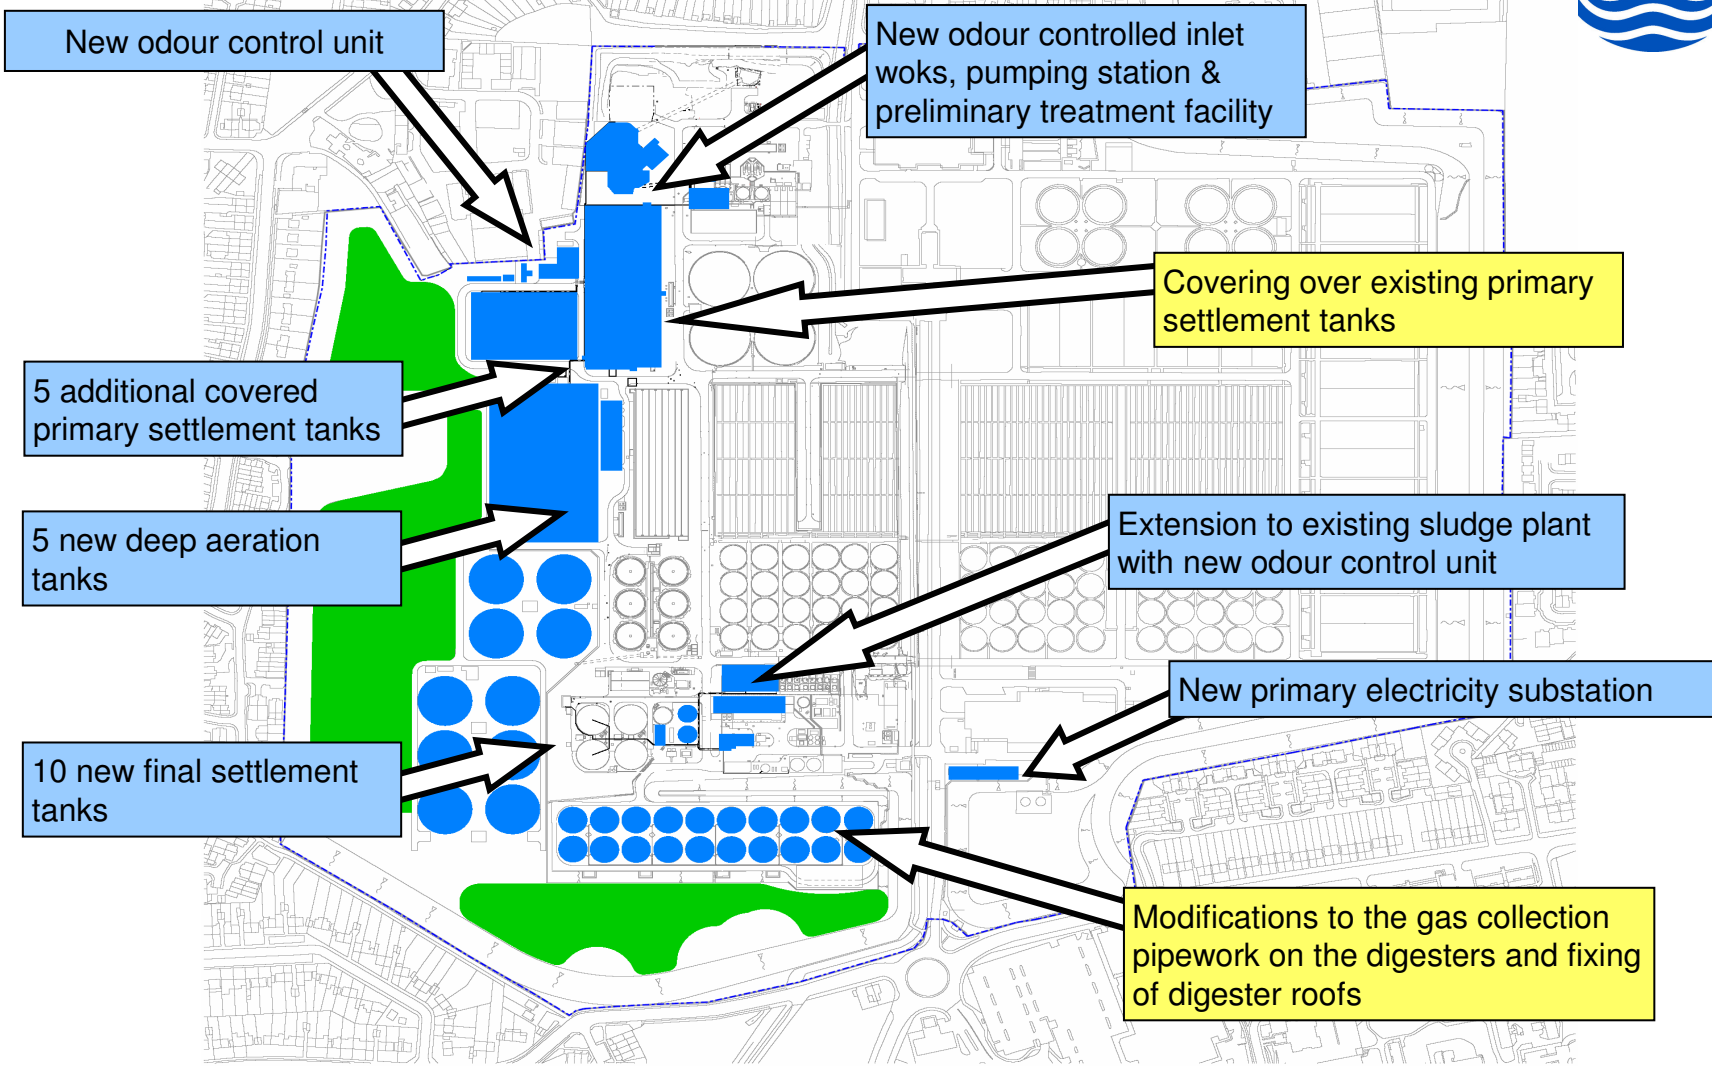 New odour control unit
New odour controlled inlet
woks, pumping station &
preliminary treatment facility
Covering over existing primary
settlement tanks
5 additional covered
primary settlement tanks
5 new deep aeration
tanks
Extension to existing sludge plant
with new odour control unit
New primary electricity substation
10 new final settlement
tanks
Modifications to the gas collection
pipework on the digesters and fixing
of digester roofs